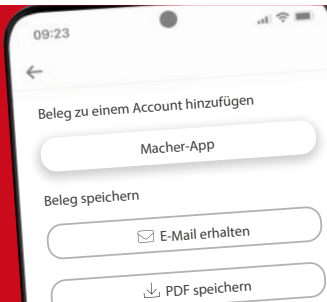 09:23
Beleg zu einem Account hinzufügen
Macher-App
Beleg speichern
E-Mail erhalten
PDF speichern